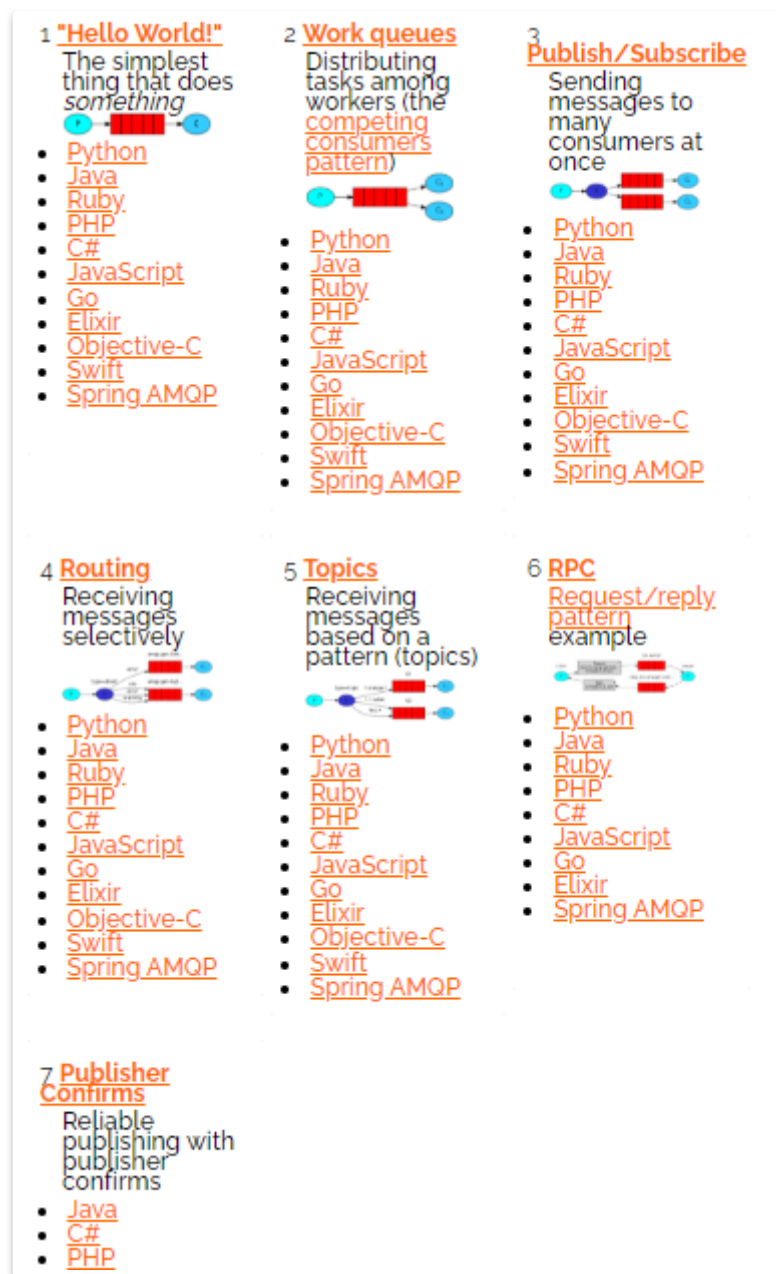 1 "Hello World!"
The simplest
thing that does
something
P
C
Python
Java
Ruby
PHP
C#
JavaScript
Go
Elixir
Objective-C
Swift
Spring AMQP
2 Work queues
Distributing
tasks among
workers (the
competing
consumers
pattern)
Python
Java
Ruby
PHP
C#
JavaScript
Go
Elixir
Objective-C
Swift
Spring AMQP
3
Publish/Subscribe
Sending
messages to
many
consumers at
once
Python
Java
Ruby
PHP
C#
JavaScript
Go
Elixir
Objective-C
Swift
Spring AMQP
4 Routing
Receiving
messages
selectively
Python
Java
Ruby
PHP
C#
JavaScript
Go
Elixir
Objective-C
Swift
Spring AMQP
5 Topics
Receiving
messages
based on a
pattern (topics)
Python
Java
Ruby
PHP
C#
JavaScript
Go
Elixir
Objective-C
Swift
Spring AMQP
6 RPC
Request/reply
pattern
example
Python
Java
Ruby
PHP
C#
JavaScript
Go
Elixir
Spring AMQP
7 Publisher
Confirms
Reliable
publishing with
publisher
confirms
Java
C#
PHP